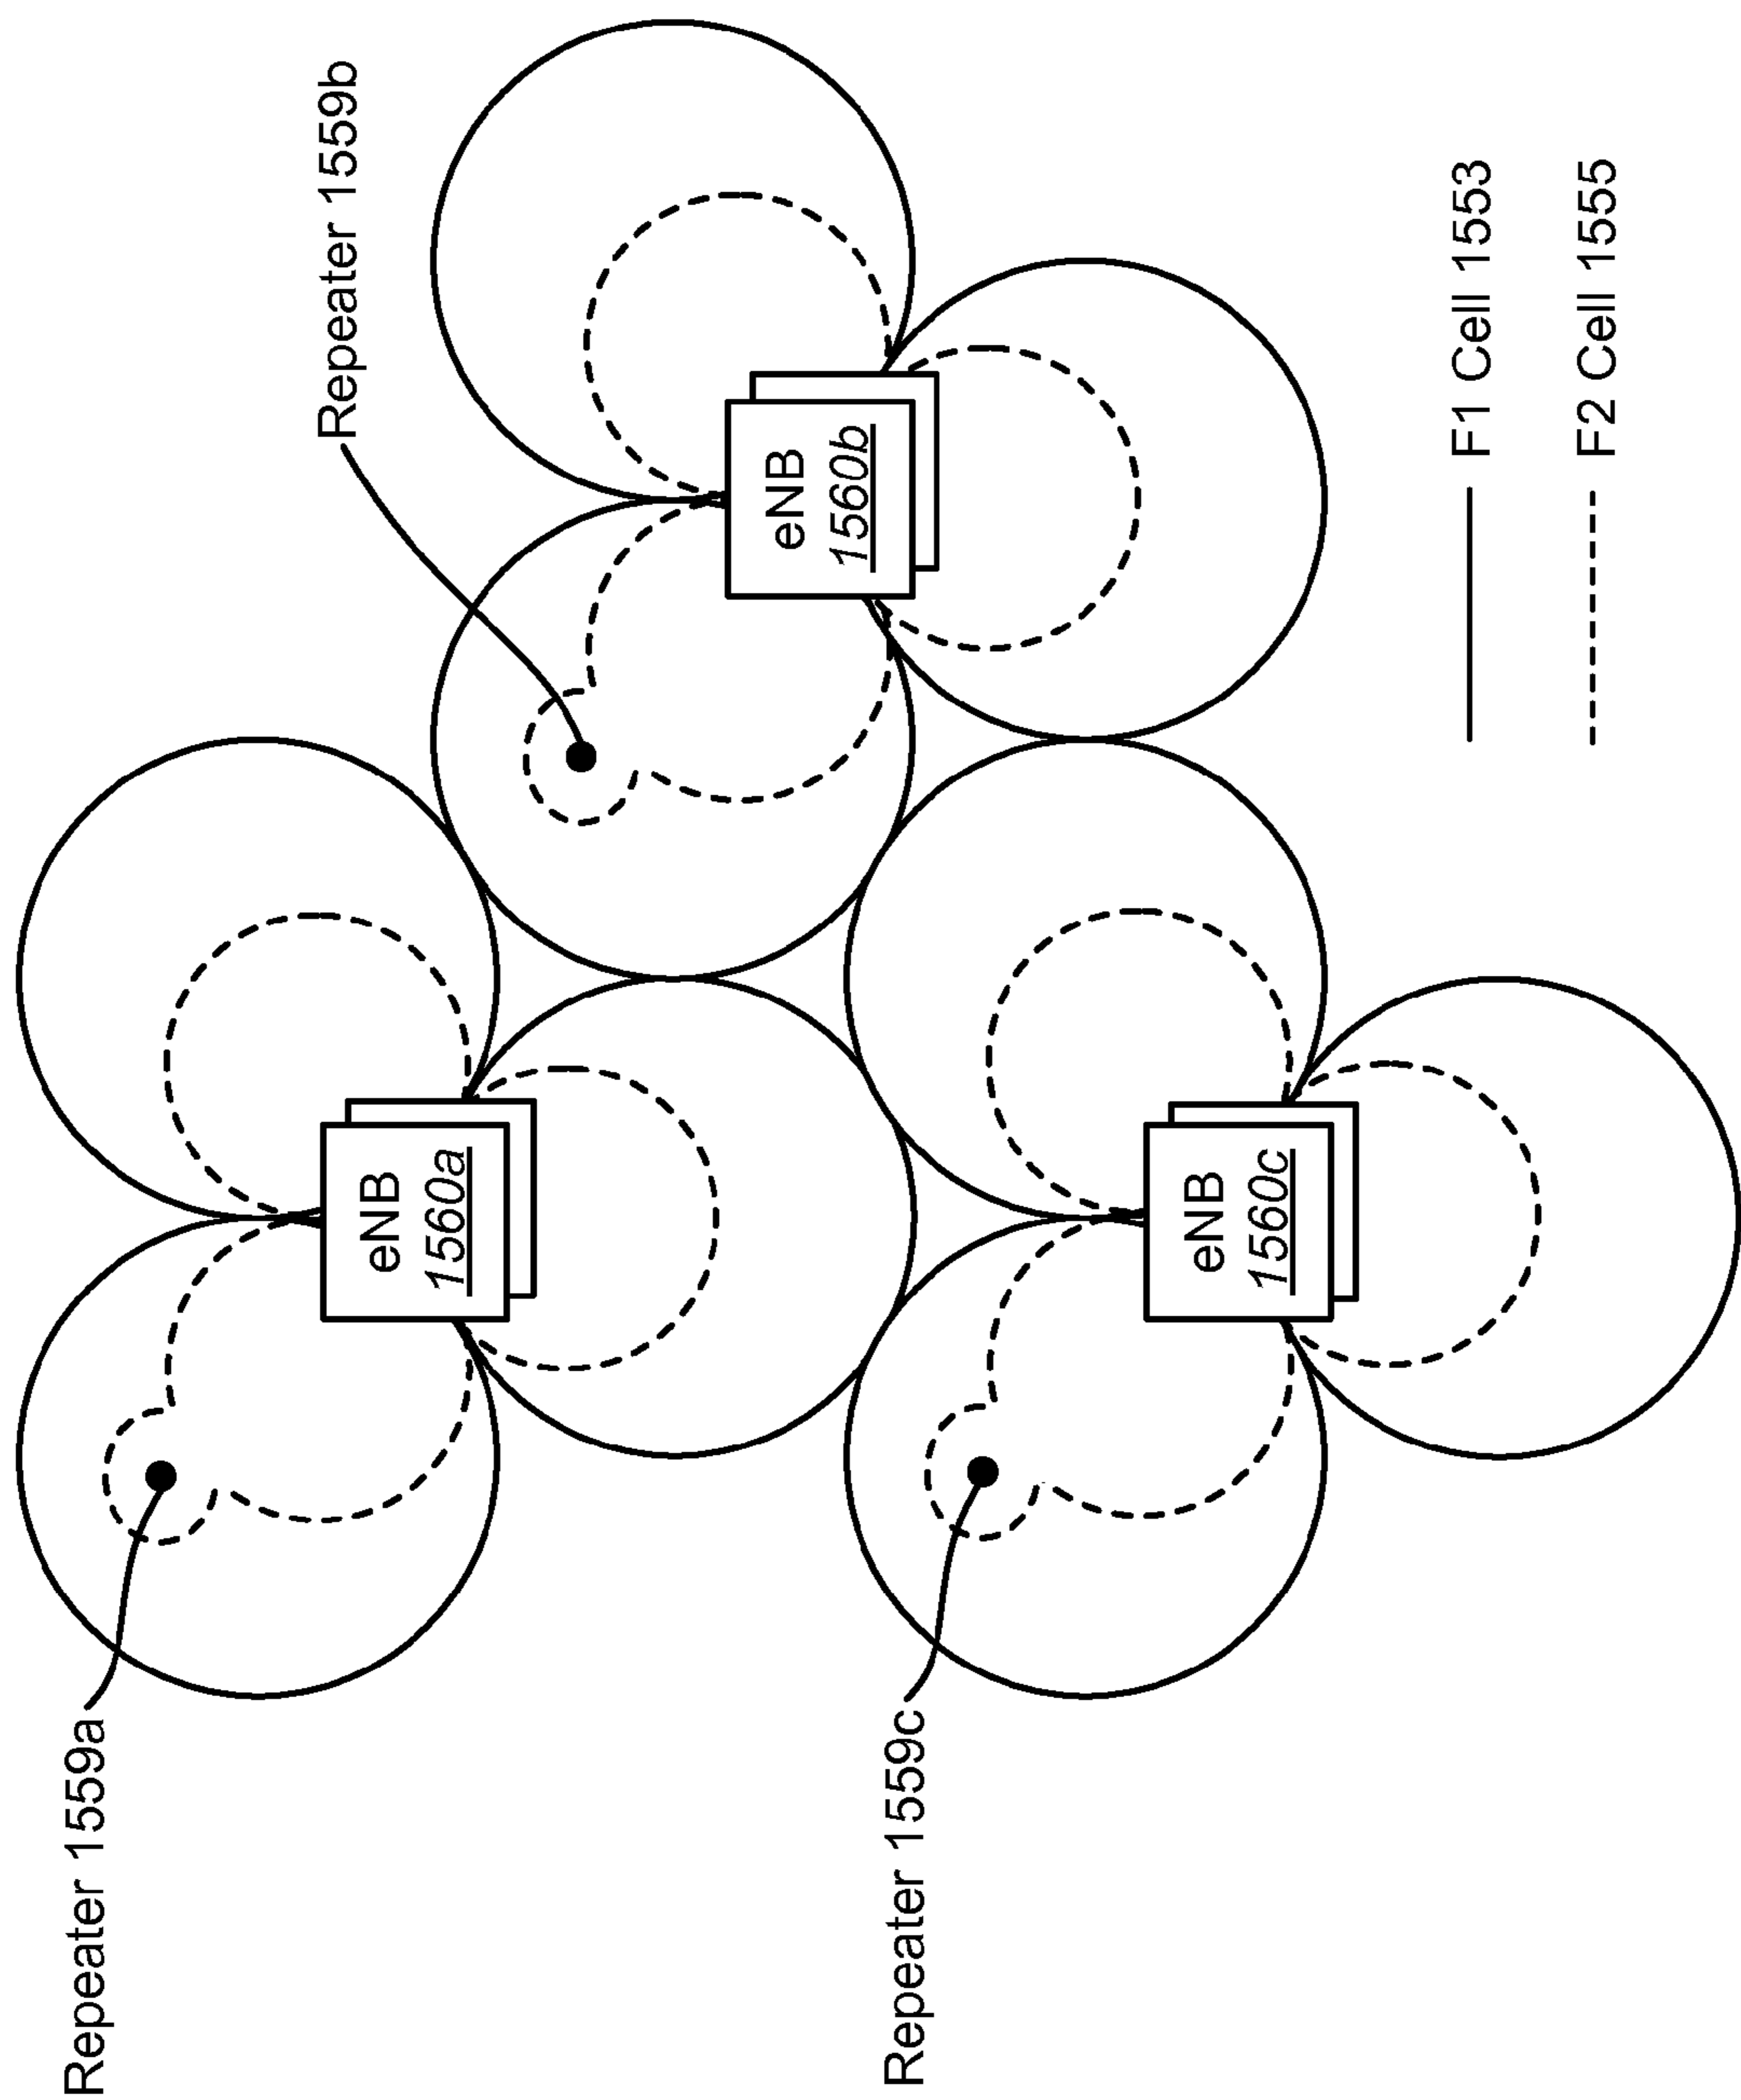 Repeater 1559a
eNB
1560a
Repeater 1559b
eNB
1560b
Repeater 1559c
eNB
1560c
F1 Cell 1553
F2 Cell 1555